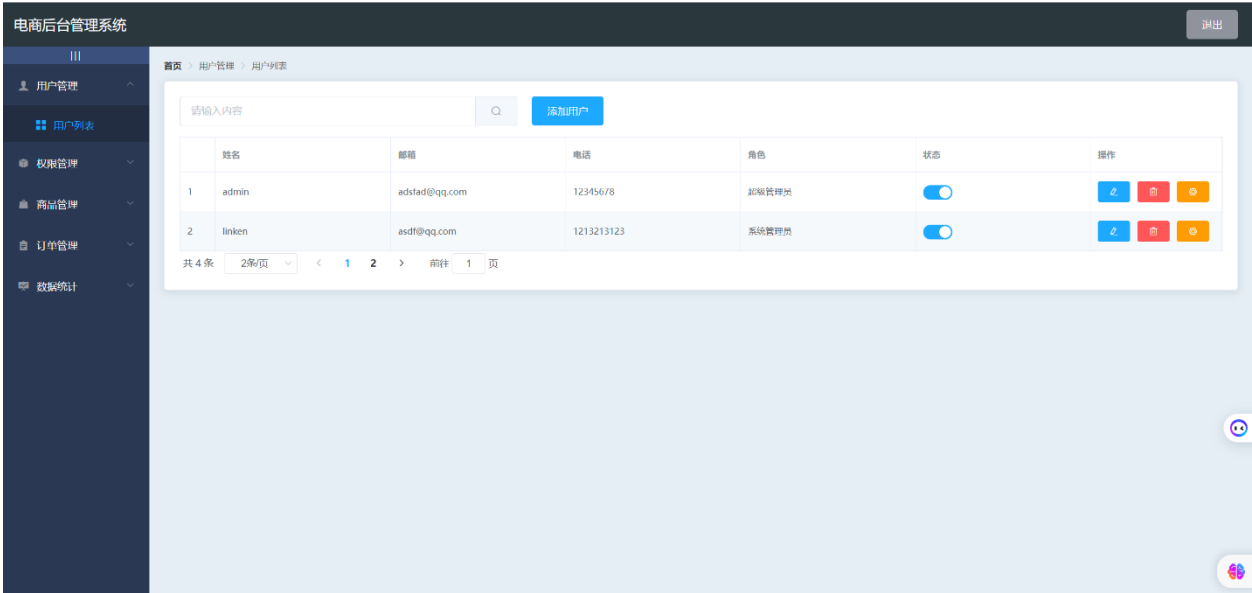 电商后台管理系统
退出
首页 > 用户管理 > 用户列表
用户管理
用户列表
权限管理
商品管理
订单管理
数据统计
请输入内容
添加用户
姓名 邮箱 电话 角色 状态 操作
1 admin adsfad@qq.com 12345678 超级管理员
2 linken asdf@qq.com 1213213123 系统管理员
共 4 条 2条/页 < 1 2 > 前往 1 页